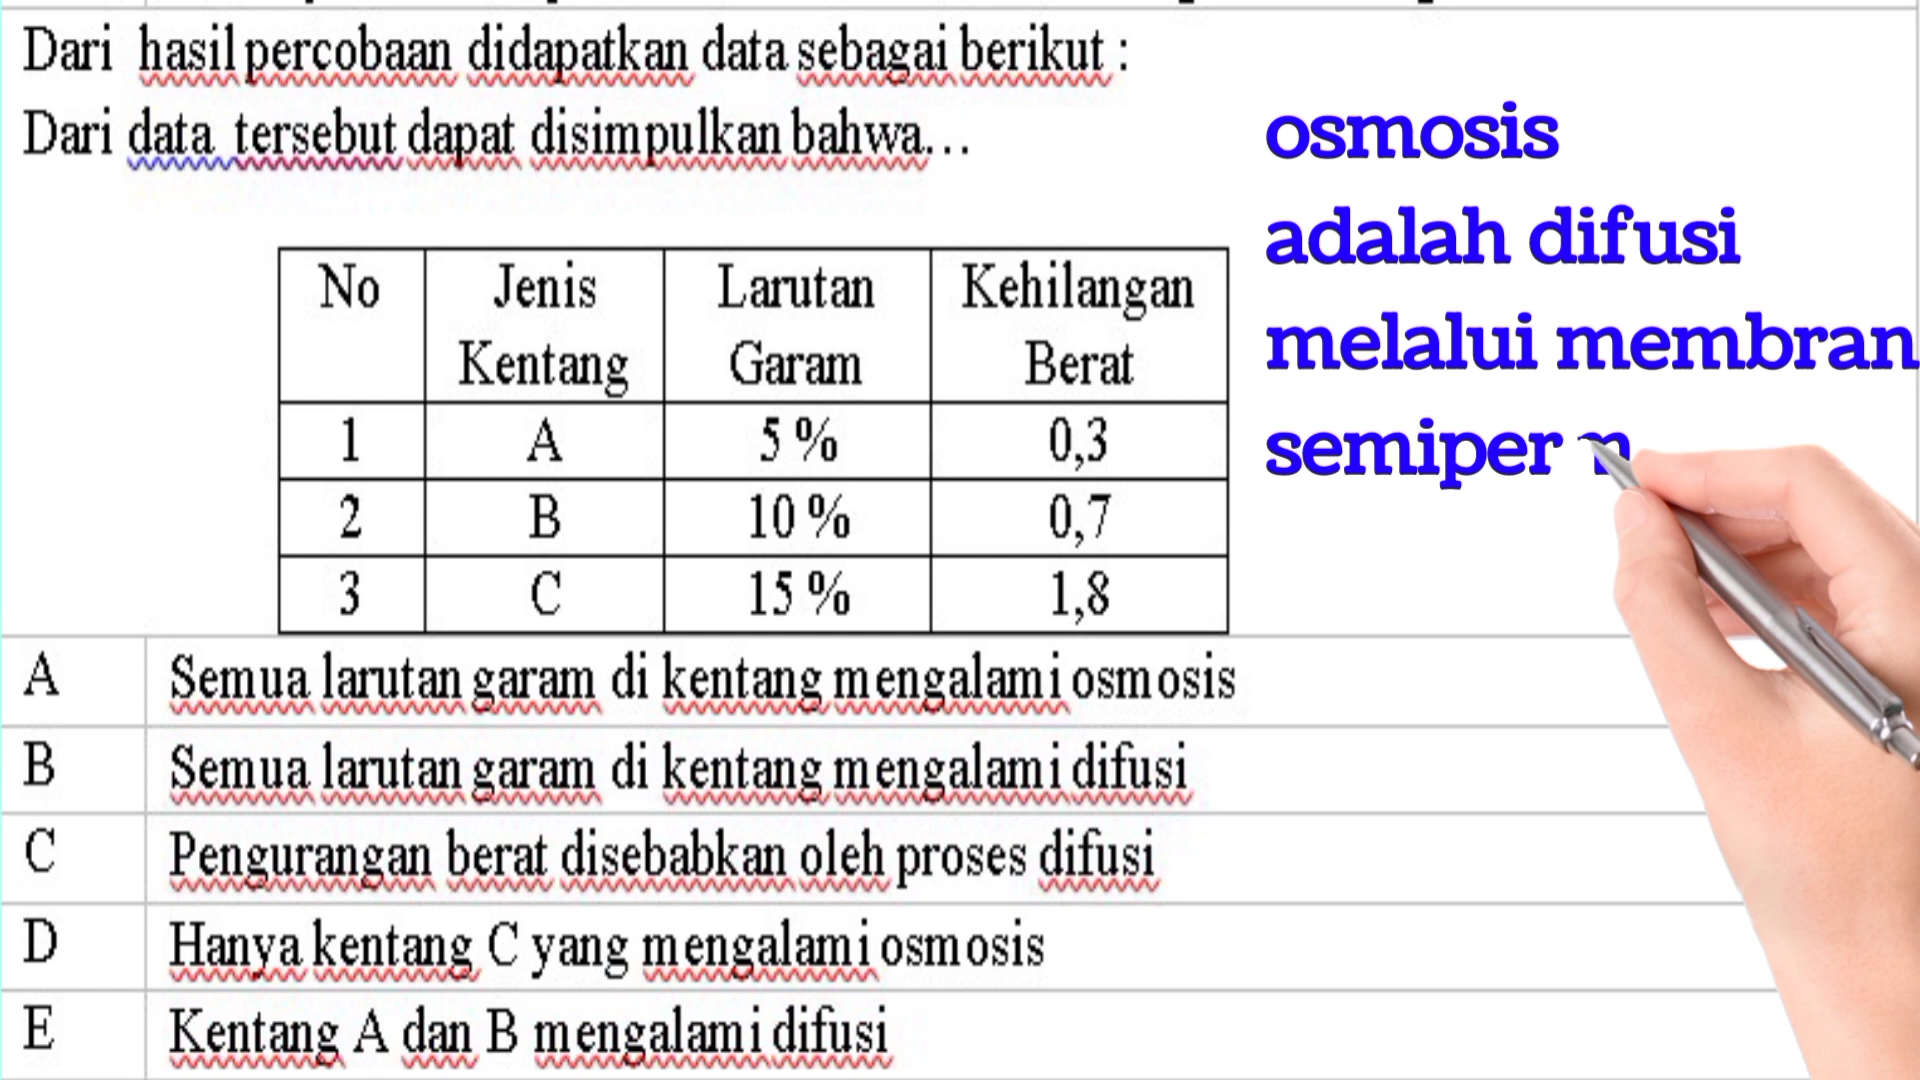 Dari hasil percobaan didapatkan data sebagai berikut :
Dari data tersebut dapat disimpulkan bahwa...
osmosis
adalah difusi
melalui membran
semiper
No Jenis Kentang Larutan Garam Kehilangan Berat
1 A 5 % 0,3
2 B 10 % 0,7
3 C 15 % 1,8
A Semua larutan garam di kentang mengalami osmosis
B Semua larutan garam di kentang mengalami difusi
C Pengurangan berat disebabkan oleh proses difusi
D Hanya kentang C yang mengalami osmosis
E Kentang A dan B mengalami difusi